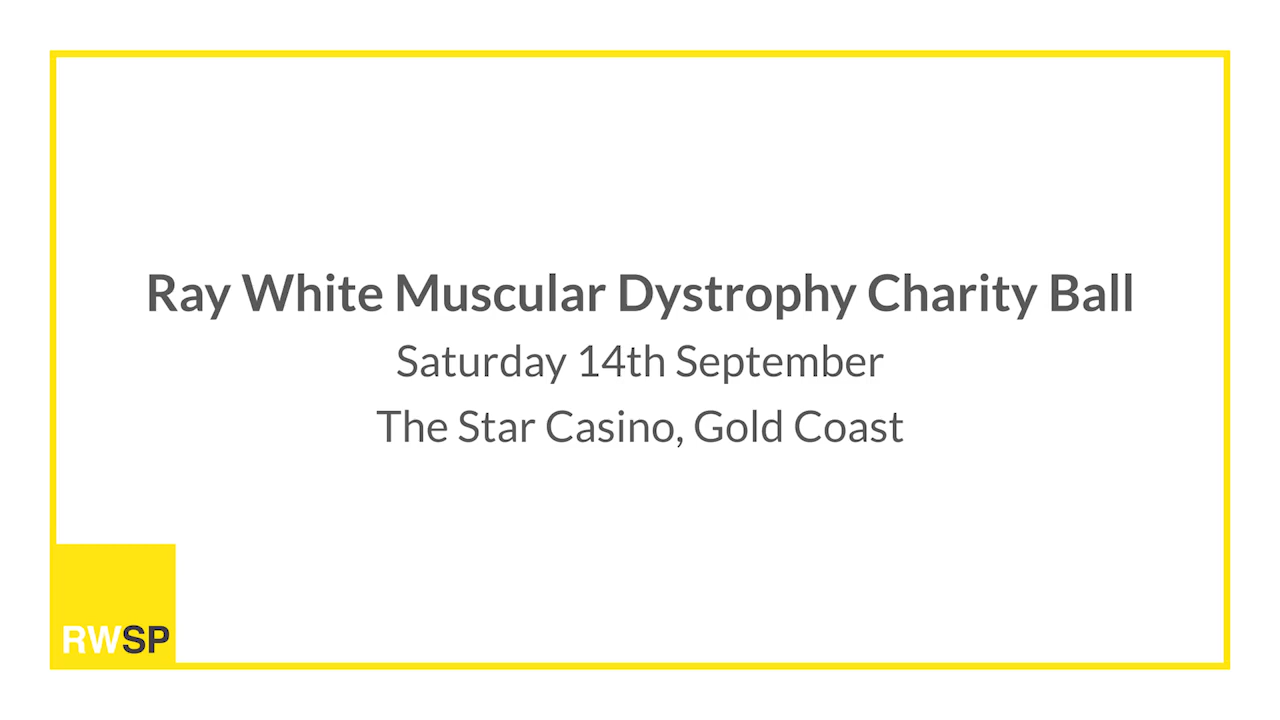 Ray White Muscular Dystrophy Charity Ball
Saturday 14th September
The Star Casino, Gold Coast
RWSP